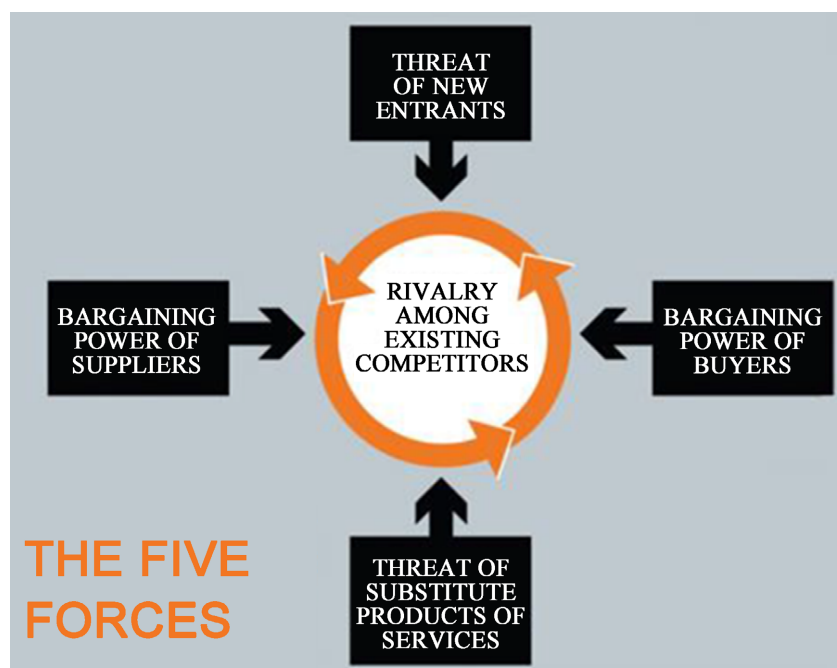 THREAT
OF NEW
ENTRANTS
BARGAINING
POWER OF
SUPPLIERS
RIVALRY
AMONG
EXISTING
COMPETITORS
BARGAINING
POWER OF
BUYERS
THREAT OF
SUBSTITUTE
PRODUCTS OF
SERVICES
THE FIVE
FORCES